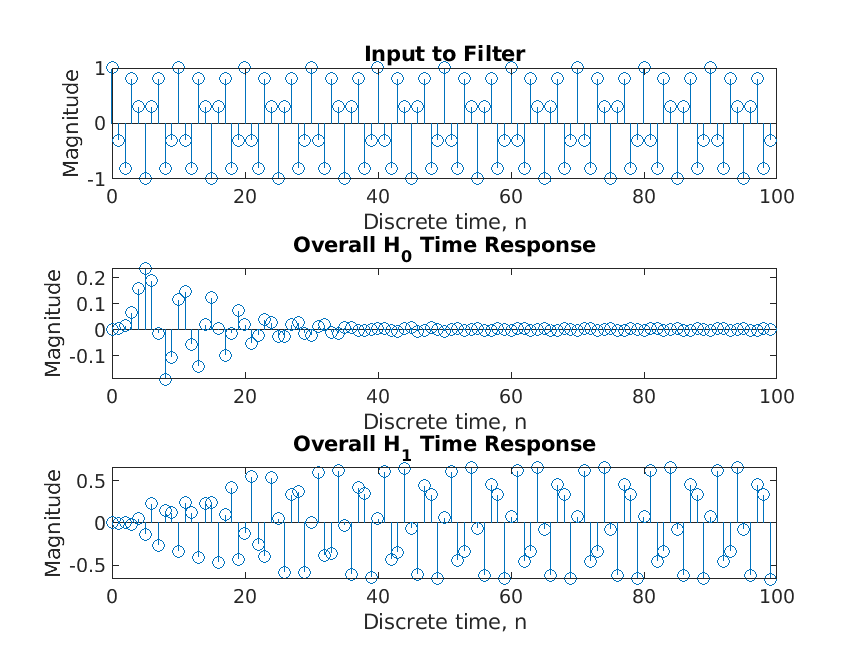 Input to Filter
1
0
-1
Magnitude
0 20 40 60 80 100
Discrete time, n
Overall H0 Time Response
0.2
0.1
0
-0.1
Magnitude
0 20 40 60 80 100
Discrete time, n
Overall H1 Time Response
0.5
0
-0.5
Magnitude
0 20 40 60 80 100
Discrete time, n